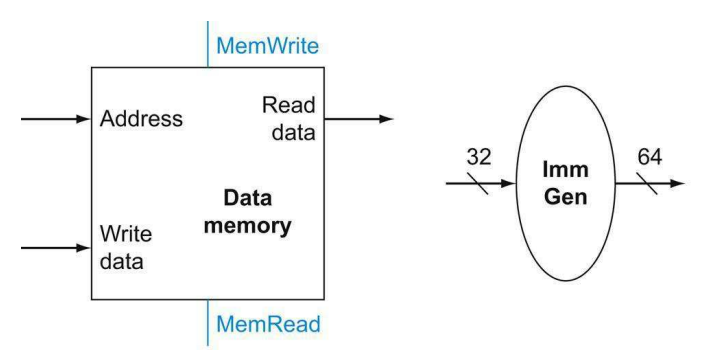 MemWrite
Address
Read
data
Data
memory
Write
data
MemRead
32
Imm
Gen
64